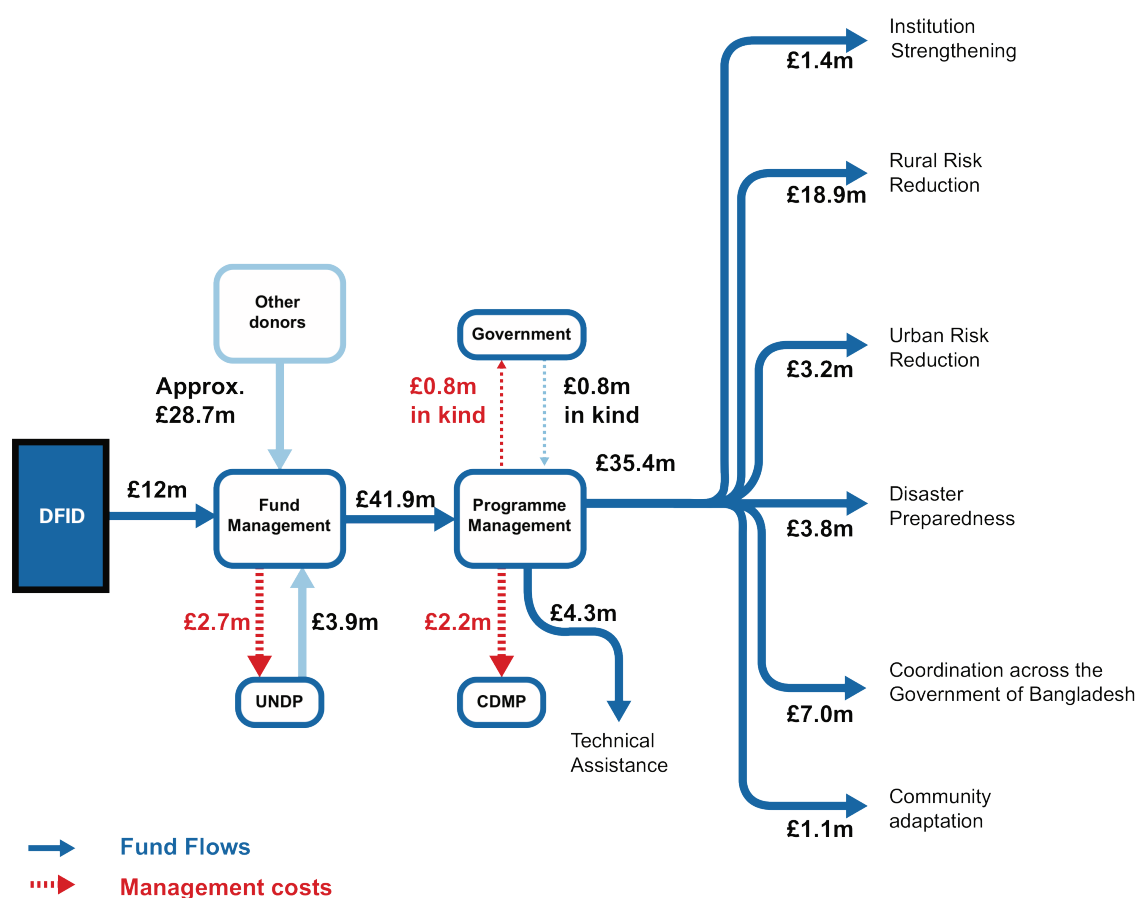 Institution
Strengthening
£1.4m
Rural Risk
Reduction
£18.9m
Other
donors
Government
Urban Risk
Reduction
£3.2m
Approx.
£28.7m
£0.8m
in kind
£0.8m
in kind
£35.4m
DFID
£12m
Fund
Management
£41.9m
Programme
Management
Disaster
Preparedness
£3.8m
£2.7m
£3.9m
£2.2m
£4.3m
UNDP
CDMP
Technical
Assistance
Coordination across the
Government of Bangladesh
£7.0m
Community
adaptation
£1.1m
Fund Flows
Management costs